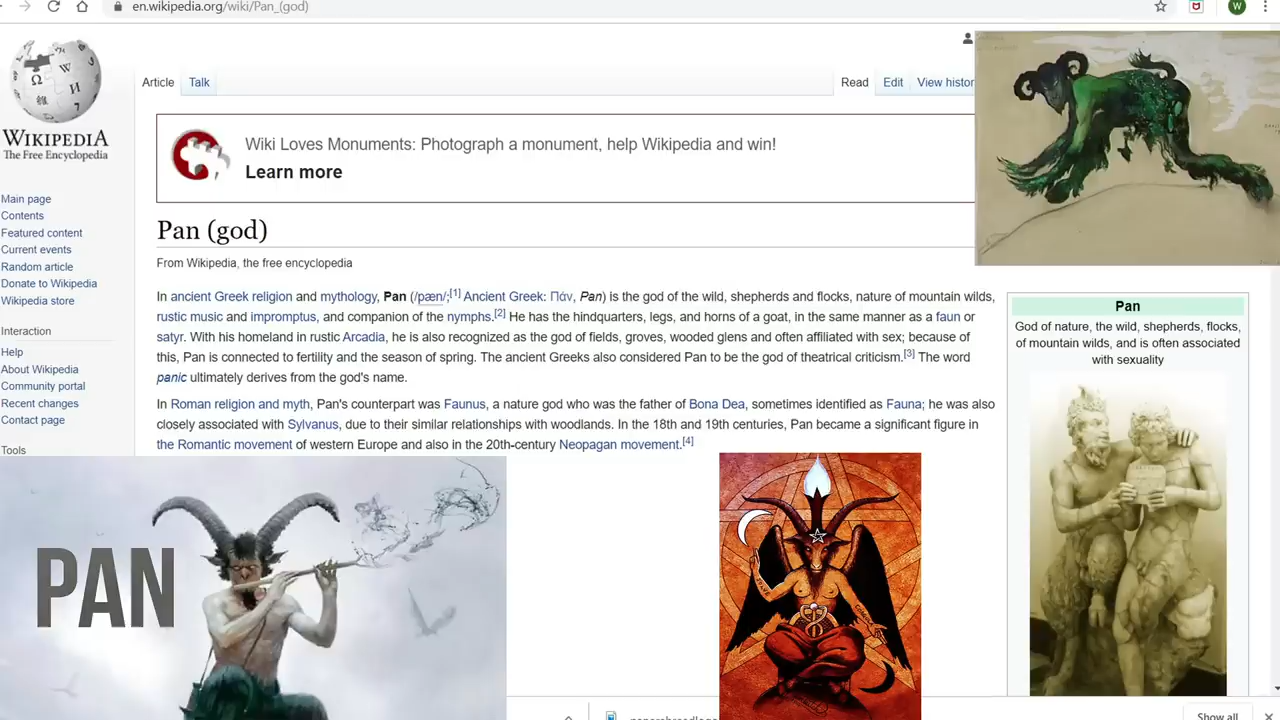 en.wikipedia.org/wiki/Pan_(god)
W
WIKIPEDIA
The Free Encyclopedia
Main page
Contents
Featured content
Current events
Random article
Donate to Wikipedia
Wikipedia store
Interaction
Help
About Wikipedia
Community portal
Recent changes
Contact page
Tools
Article
Talk
Read
Edit
View histor
Wiki Loves Monuments: Photograph a monument, help Wikipedia and win!
Learn more
Pan (god)
From Wikipedia, the free encyclopedia
In ancient Greek religion and mythology, Pan (/pæn/;[1] Ancient Greek: Πάν, Pan) is the god of the wild, shepherds and flocks, nature of mountain wilds,
rustic music and impromptus, and companion of the nymphs.[2] He has the hindquarters, legs, and horns of a goat, in the same manner as a faun or
satyr. With his homeland in rustic Arcadia, he is also recognized as the god of fields, groves, wooded glens and often affiliated with sex; because of
this, Pan is connected to fertility and the season of spring. The ancient Greeks also considered Pan to be the god of theatrical criticism.[3] The word
panic ultimately derives from the god's name.
In Roman religion and myth, Pan's counterpart was Faunus, a nature god who was the father of Bona Dea, sometimes identified as Fauna; he was also
closely associated with Sylvanus, due to their similar relationships with woodlands. In the 18th and 19th centuries, Pan became a significant figure in
the Romantic movement of western Europe and also in the 20th-century Neopagan movement.[4]
Pan
God of nature, the wild, shepherds, flocks,
of mountain wilds, and is often associated
with sexuality
PAN
Show all